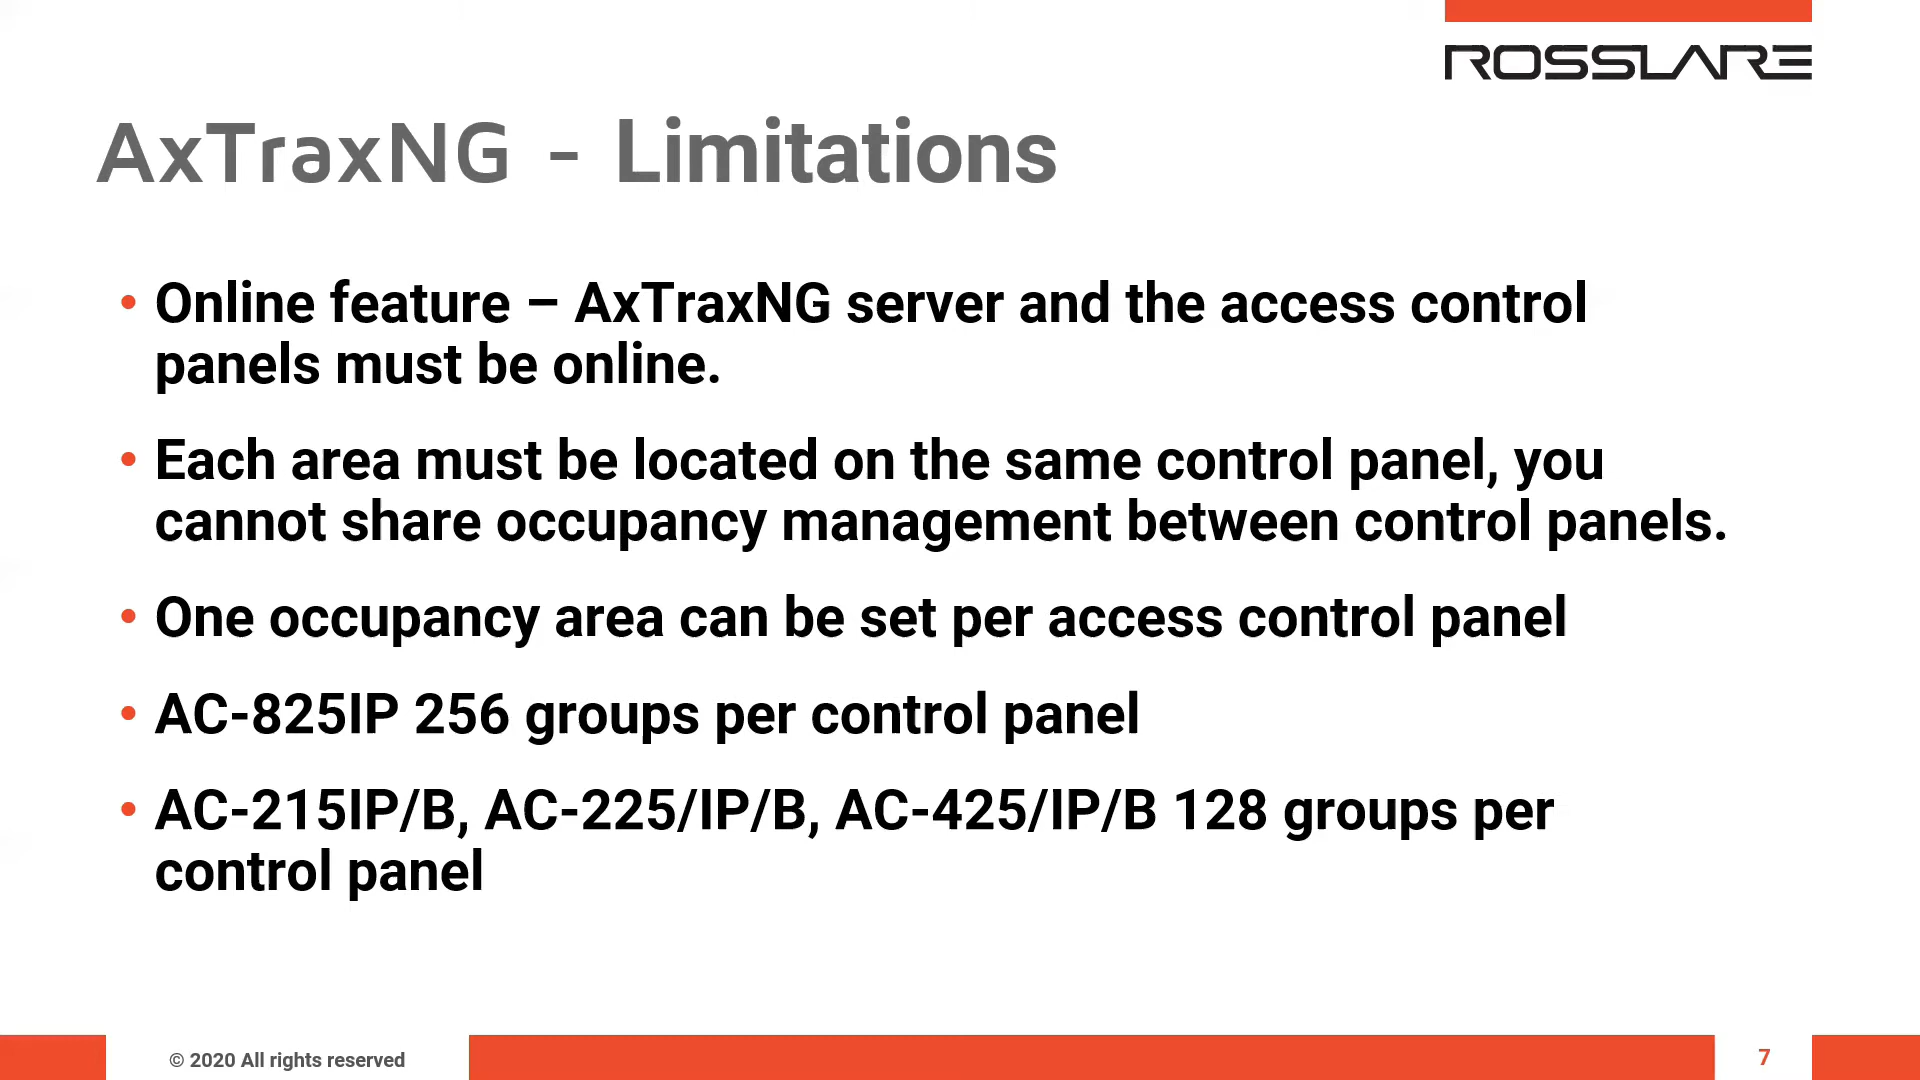 ROSSLARE
AxTraxNG - Limitations
• Online feature – AxTraxNG server and the access control
panels must be online.
• Each area must be located on the same control panel, you
cannot share occupancy management between control panels.
• One occupancy area can be set per access control panel
• AC-825IP 256 groups per control panel
• AC-215IP/B, AC-225/IP/B, AC-425/IP/B 128 groups per
control panel
© 2020 All rights reserved
7